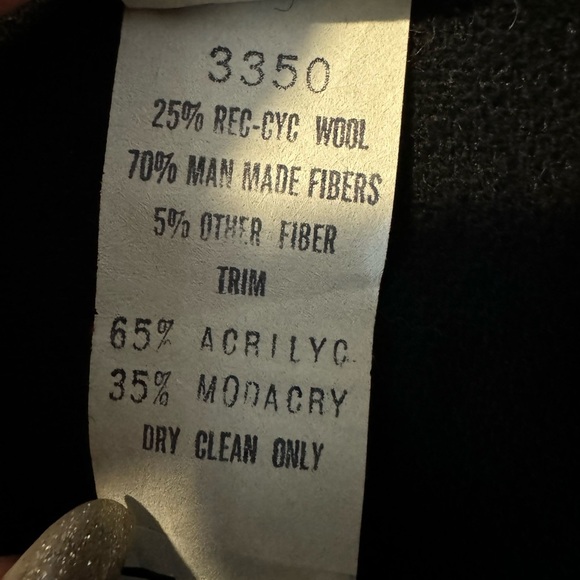 3350
25% REC-CYC WOOL
70% MAN MADE FIBERS
5% OTHER FIBER
TRIM
65% ACRILYC
35% MODACRY
DRY CLEAN ONLY